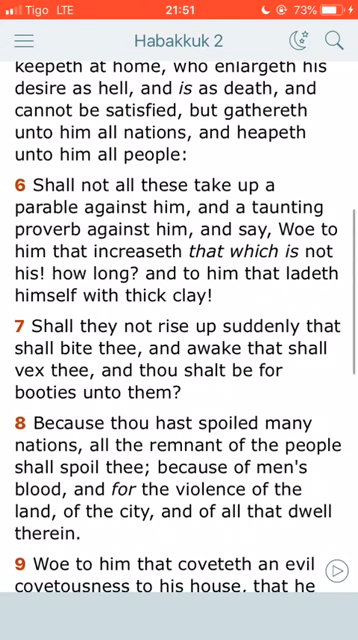 Tigo LTE 21:51 73%
Habakkuk 2
keepeth at home, who enlargeth his
desire as hell, and is as death, and
cannot be satisfied, but gathereth
unto him all nations, and heapeth
unto him all people:
6 Shall not all these take up a
parable against him, and a taunting
proverb against him, and say, Woe to
him that increaseth that which is not
his! how long? and to him that ladeth
himself with thick clay!
7 Shall they not rise up suddenly that
shall bite thee, and awake that shall
vex thee, and thou shalt be for
booties unto them?
8 Because thou hast spoiled many
nations, all the remnant of the people
shall spoil thee; because of men's
blood, and for the violence of the
land, of the city, and of all that dwell
therein.
9 Woe to him that coveteth an evil
covetousness to his house, that he